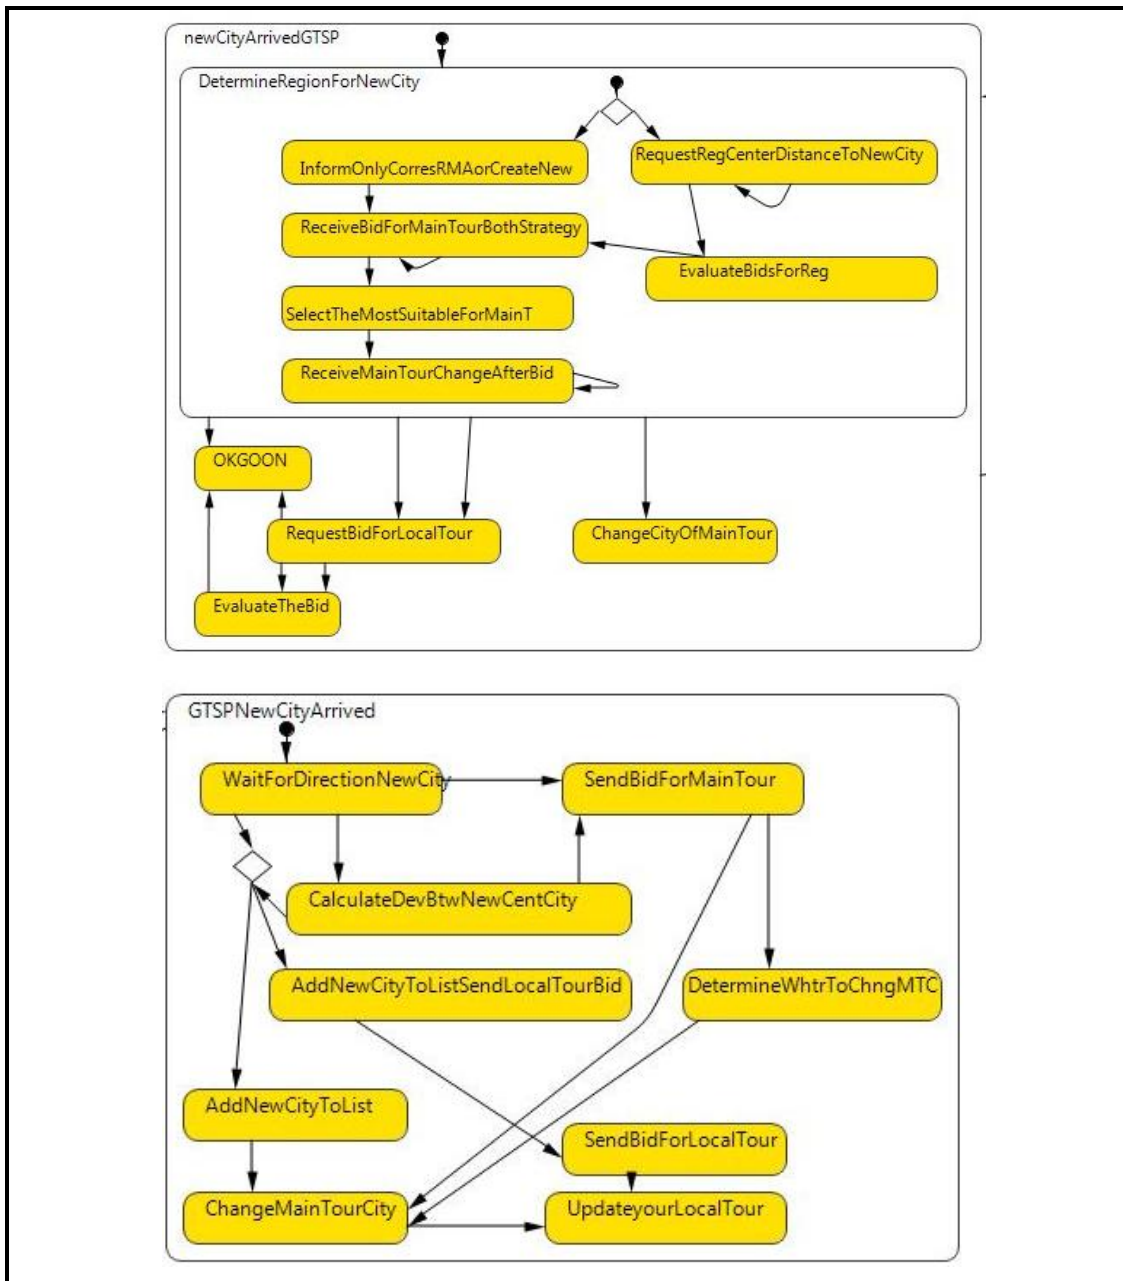 newCityArrivedGTSP
DetermineRegionForNewCity
InformOnlyCorresRMAorCreateNew
RequestRegCenterDistanceToNewCity
ReceiveBidForMainTourBothStrategy
EvaluateBidsForReg
SelectTheMostSuitableForMainT
ReceiveMainTourChangeAfterBid
OKGOON
RequestBidForLocalTour
ChangeCityOfMainTour
EvaluateTheBid
GTSPNewCityArrived
WaitForDirectionNewCity
SendBidForMainTour
CalculateDevBtwNewCentCity
AddNewCityToListSendLocalTourBid
DetermineWhtrToChngMTC
AddNewCityToList
SendBidForLocalTour
ChangeMainTourCity
UpdateyourLocalTour